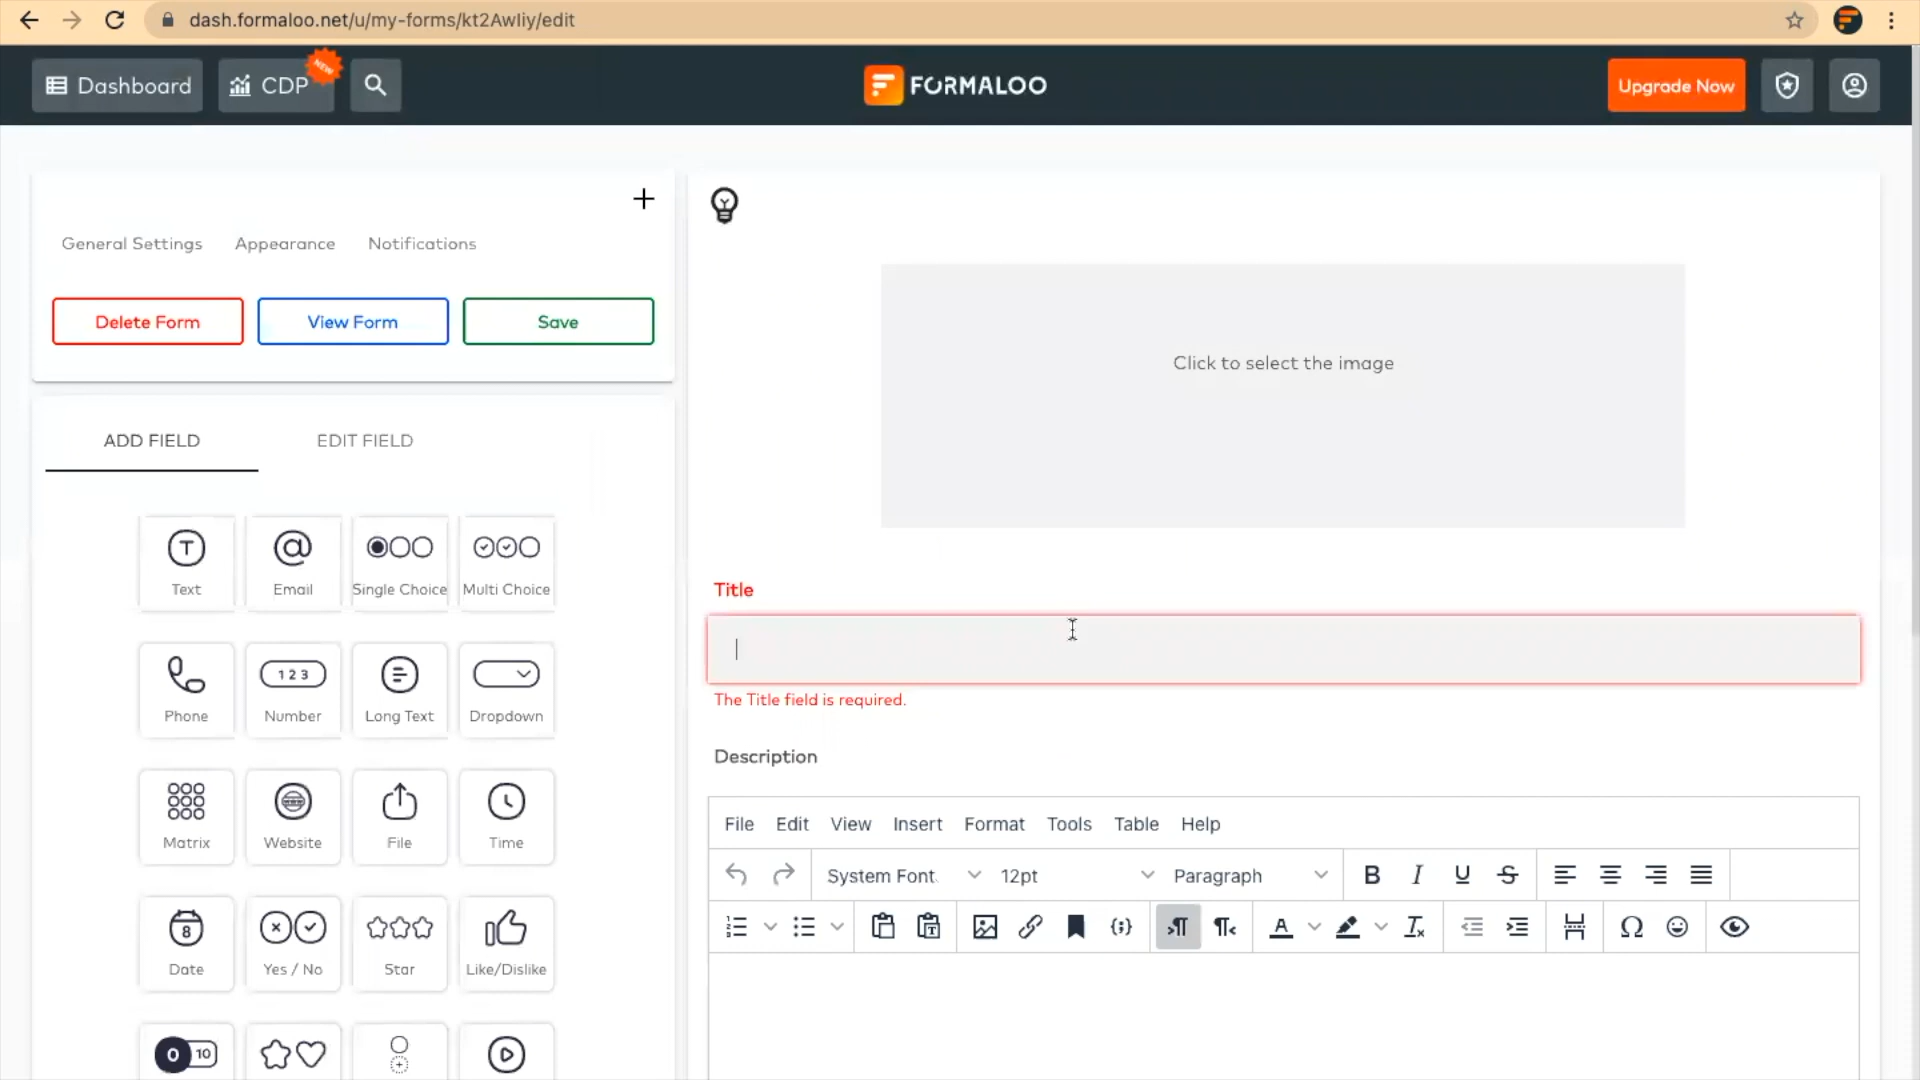 dash.formaloo.net/u/my-forms/kt2Awliy/edit
Dashboard
CDP
NEW
FORMALOO
Upgrade Now
General Settings
Appearance
Notifications
Delete Form
View Form
Save
ADD FIELD
EDIT FIELD
Text
Email
Single Choice
Multi Choice
1 2 3
Phone
Number
Long Text
Dropdown
Matrix
Website
File
Time
8
Date
Yes / No
Star
Like/Dislike
0 10
Click to select the image
Title
The Title field is required.
Description
File Edit View Insert Format Tools Table Help
System Font
12pt
Paragraph
B I U S